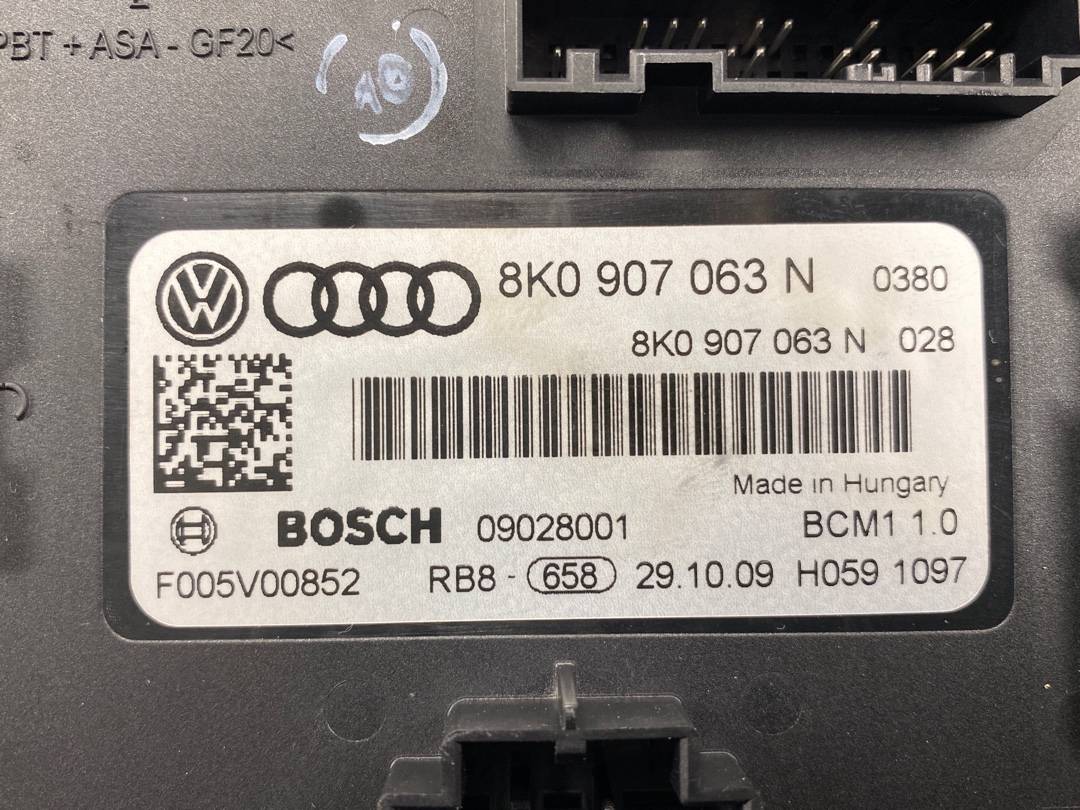 PBT + ASA - GF20<
8K0 907 063 N 0380
8K0 907 063 N 028
Made in Hungary
BOSCH 09028001 BCM1 1.0
F005V00852 RB8 - 658 29.10.09 H059 1097